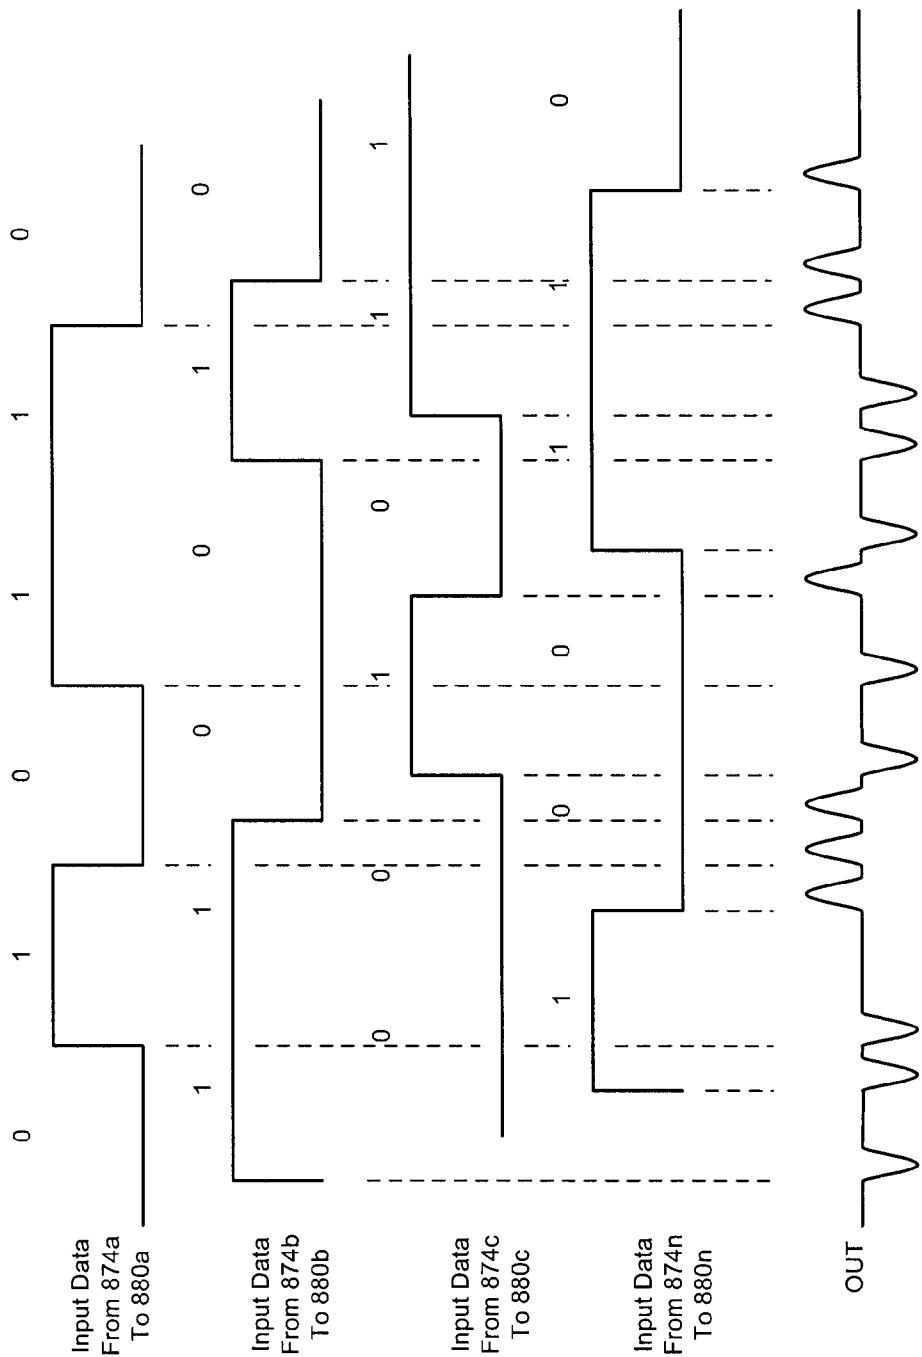 0 1 0 1 1 0
Input Data
From 874a
To 880a
1 1 0 0 1 0
Input Data
From 874b
To 880b
0 0 1 0 1 1
Input Data
From 874c
To 880c
1 0 0 1 1 0
Input Data
From 874n
To 880n
OUT